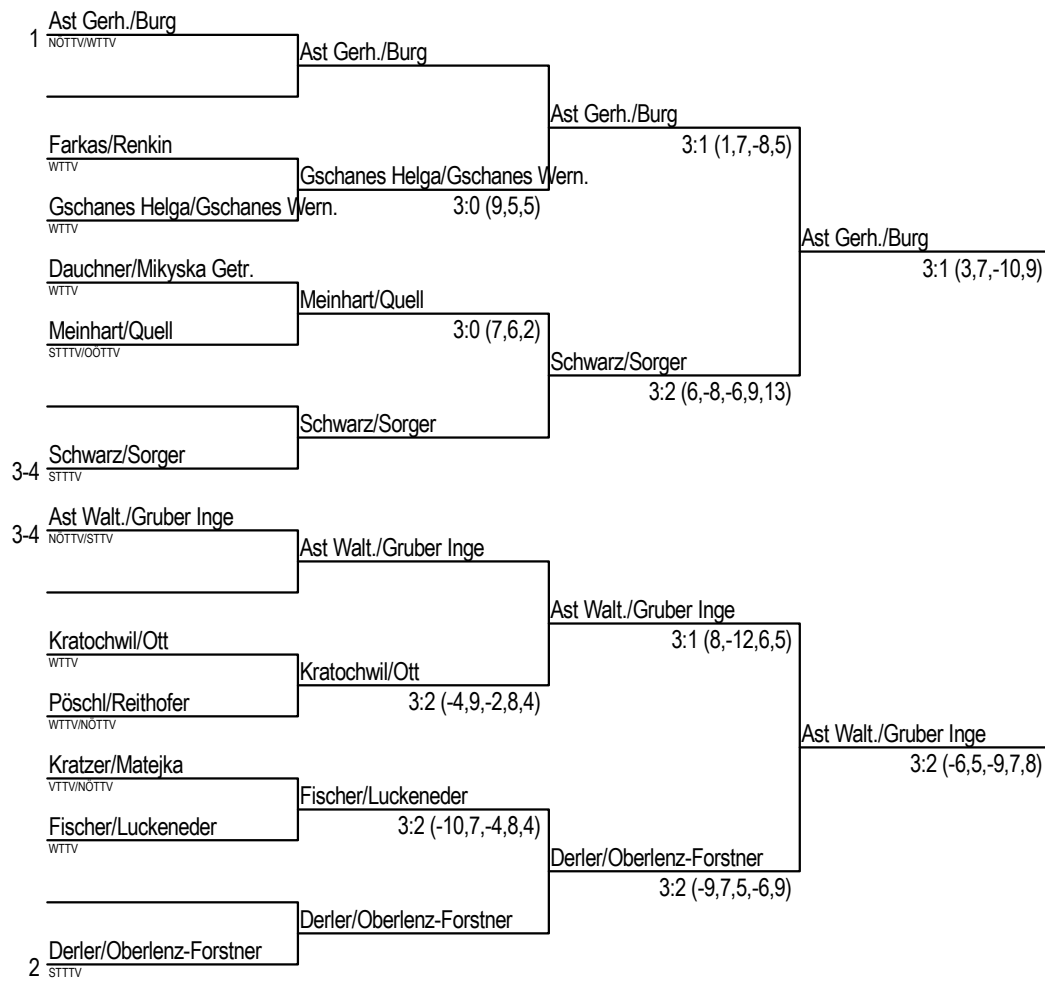 Ast Gerh./Burg
1
NÖTTV/WTTV
Ast Gerh./Burg
Ast Gerh./Burg
Farkas/Renkin
3:1 (1,7,-8,5)
WTTV
Gschanes Helga/Gschanes Wern.
Gschanes Helga/Gschanes Wern.
3:0 (9,5,5)
WTTV
Ast Gerh./Burg
Dauchner/Mikyska Getr.
3:1 (3,7,-10,9)
WTTV
Meinhart/Quell
Meinhart/Quell
3:0 (7,6,2)
STTTV/OÖTTV
Schwarz/Sorger
3:2 (6,-8,-6,9,13)
Schwarz/Sorger
Schwarz/Sorger
3-4
STTTV
Ast Walt./Gruber Inge
3-4
NÖTTV/STTV
Ast Walt./Gruber Inge
Ast Walt./Gruber Inge
Kratochwil/Ott
3:1 (8,-12,6,5)
WTTV
Kratochwil/Ott
Pöschl/Reithofer
3:2 (-4,9,-2,8,4)
WTTV/NÖTTV
Ast Walt./Gruber Inge
Kratzer/Matejka
3:2 (-6,5,-9,7,8)
VTTV/NÖTTV
Fischer/Luckeneder
Fischer/Luckeneder
3:2 (-10,7,-4,8,4)
WTTV
Derler/Oberlenz-Forstner
3:2 (-9,7,5,-6,9)
Derler/Oberlenz-Forstner
Derler/Oberlenz-Forstner
2
STTTV